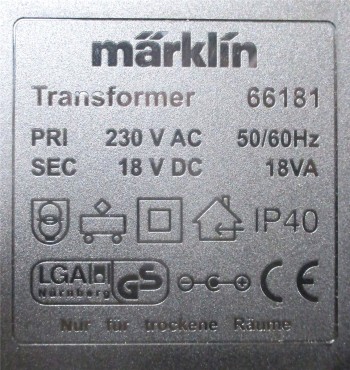 märklin
Transformer 66181
PRI 230 V AC 50/60Hz
SEC 18 V DC 18VA
IP40
LGA
Nürnberg
GS
CE
Nur für trockene Räume